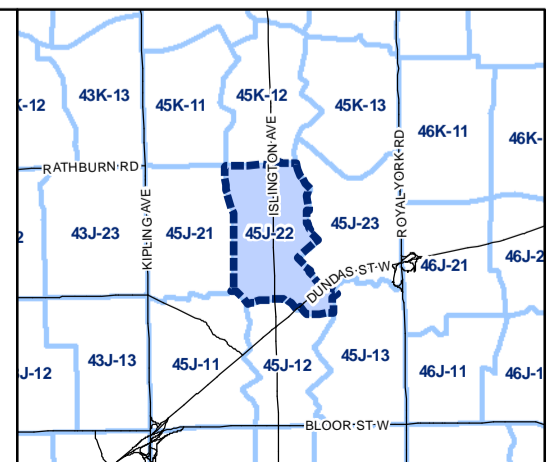 43K-13
45K-12
K-12
45K-11
45K-13
46K-11
46K-
RATHBURN RD
ISLINGTON AVE
ROYAL YORK RD
KIPLING AVE
2
43J-23
45J-21
45J-22
45J-23
46J-2
46J-21
DUNDAS ST W
J-12
43J-13
45J-11
45J-12
45J-13
46J-11
46J-1
BLOOR ST W